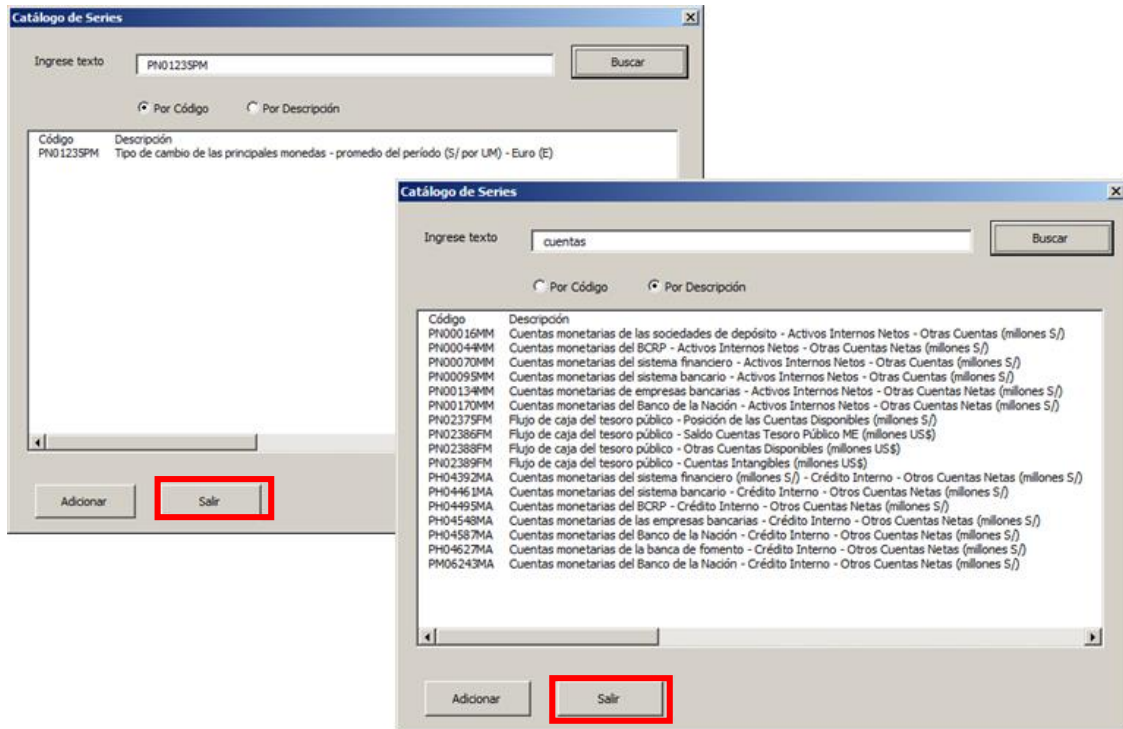 Catálogo de Series
Ingrese texto PN01235PM Buscar
Por Código Por Descripción
Código Descripción
PN01235PM Tipo de cambio de las principales monedas - promedio del período (S/ por UM) - Euro (E)
Adicionar Salir
Catálogo de Series
Ingrese texto cuentas Buscar
Por Código Por Descripción
Código Descripción
PN00016MM Cuentas monetarias de las sociedades de depósito - Activos Internos Netos - Otras Cuentas (millones S/)
PN00044MM Cuentas monetarias del BCRP - Activos Internos Netos - Otras Cuentas Netas (millones S/)
PN00070MM Cuentas monetarias del sistema financiero - Activos Internos Netos - Otras Cuentas (millones S/)
PN00095MM Cuentas monetarias del sistema bancario - Activos Internos Netos - Otras Cuentas (millones S/)
PN00134MM Cuentas monetarias de empresas bancarias - Activos Internos Netos - Otras Cuentas (millones S/)
PN00170MM Cuentas monetarias del Banco de la Nación - Activos Internos Netos - Otras Cuentas (millones S/)
PN02375FM Flujo de caja del tesoro público - Posición de las Cuentas Disponibles (millones S/)
PN02386FM Flujo de caja del tesoro público - Saldo Cuentas Tesoro Público ME (millones US$)
PN02388FM Flujo de caja del tesoro público - Otras Cuentas Disponibles (millones US$)
PN02389FM Flujo de caja del tesoro público - Cuentas Intangibles (millones US$)
PH04392MA Cuentas monetarias del sistema financiero (millones S/) - Crédito Interno - Otros Cuentas Netas (millones S/)
PH04461MA Cuentas monetarias del sistema bancario - Crédito Interno - Otros Cuentas Netas (millones S/)
PH04495MA Cuentas monetarias del BCRP - Crédito Interno - Otros Cuentas Netas (millones S/)
PH04548MA Cuentas monetarias de las empresas bancarias - Crédito Interno - Otros Cuentas Netas (millones S/)
PH04587MA Cuentas monetarias del Banco de la Nación - Crédito Interno - Otros Cuentas Netas (millones S/)
PH04627MA Cuentas monetarias de la banca de fomento - Crédito Interno - Otros Cuentas Netas (millones S/)
PM06243MA Cuentas monetarias del Banco de la Nación - Crédito Interno - Otros Cuentas Netas (millones S/)
Adicionar Salir